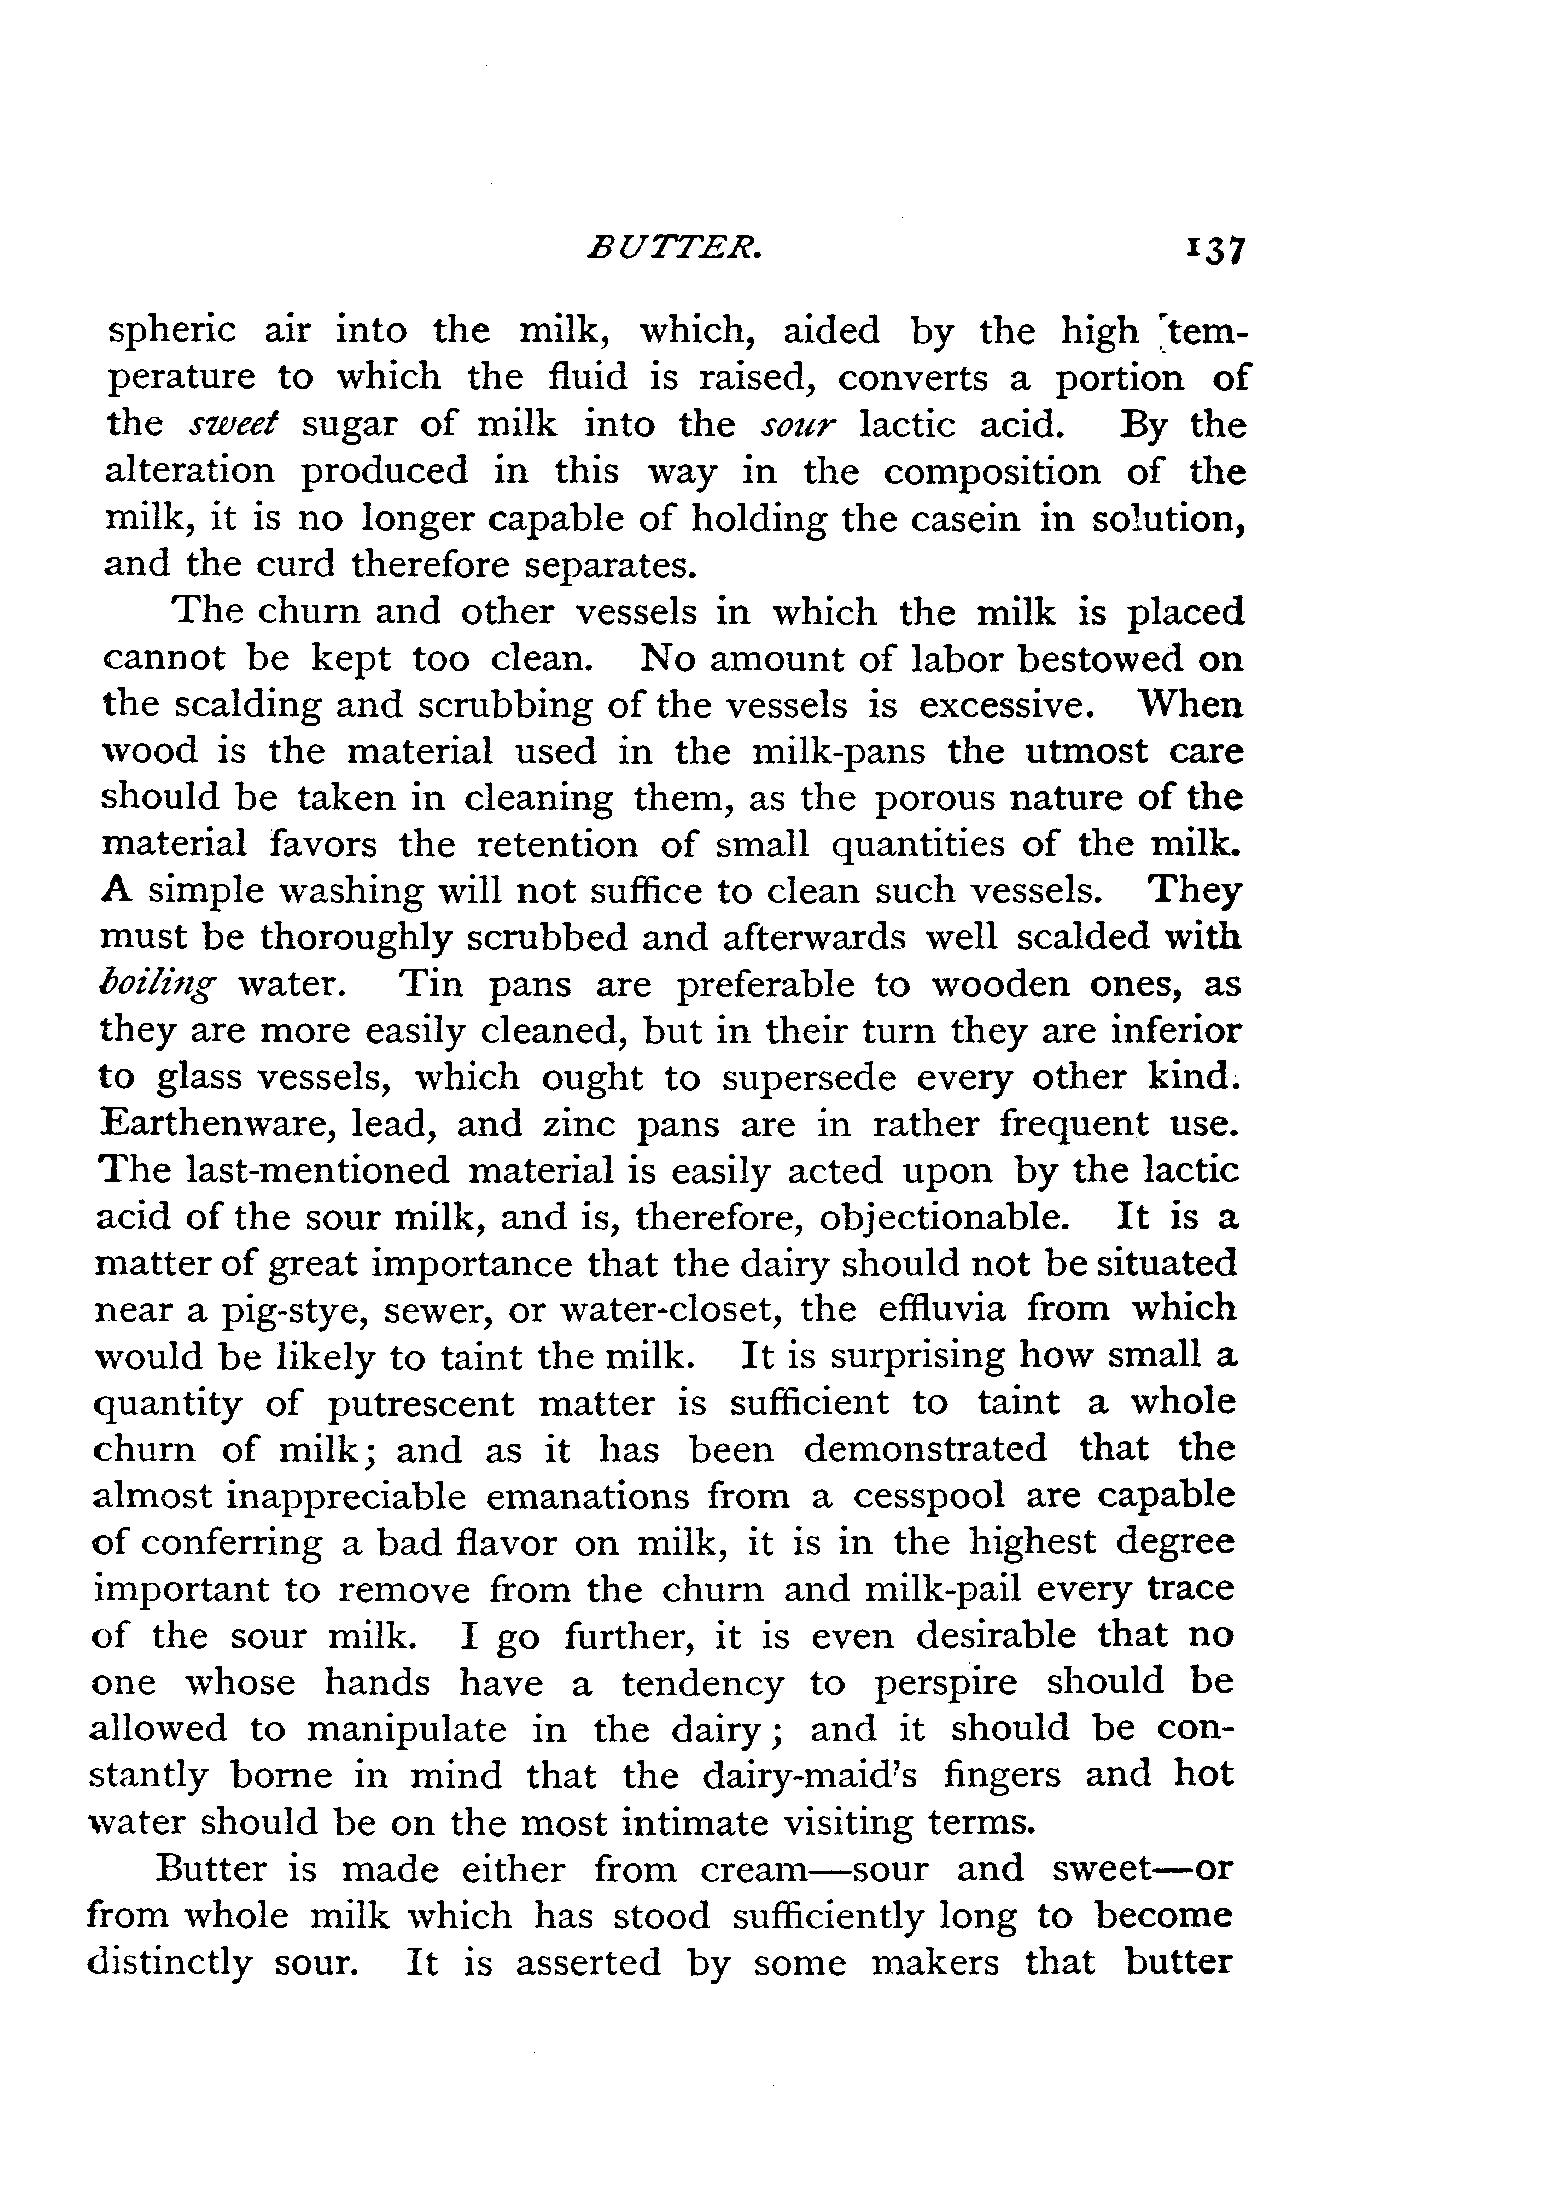 BUTTER. 137
spheric air into the milk, which, aided by the high tem-
perature to which the fluid is raised, converts a portion of
the sweet sugar of milk into the sour lactic acid. By the
alteration produced in this way in the composition of the
milk, it is no longer capable of holding the casein in solution,
and the curd therefore separates.
The churn and other vessels in which the milk is placed
cannot be kept too clean. No amount of labor bestowed on
the scalding and scrubbing of the vessels is excessive. When
wood is the material used in the milk-pans the utmost care
should be taken in cleaning them, as the porous nature of the
material favors the retention of small quantities of the milk.
A simple washing will not suffice to clean such vessels. They
must be thoroughly scrubbed and afterwards well scalded with
boiling water. Tin pans are preferable to wooden ones, as
they are more easily cleaned, but in their turn they are inferior
to glass vessels, which ought to supersede every other kind.
Earthenware, lead, and zinc pans are in rather frequent use.
The last-mentioned material is easily acted upon by the lactic
acid of the sour milk, and is, therefore, objectionable. It is a
matter of great importance that the dairy should not be situated
near a pig-stye, sewer, or water-closet, the effluvia from which
would be likely to taint the milk. It is surprising how small a
quantity of putrescent matter is sufficient to taint a whole
churn of milk; and as it has been demonstrated that the
almost inappreciable emanations from a cesspool are capable
of conferring a bad flavor on milk, it is in the highest degree
important to remove from the churn and milk-pail every trace
of the sour milk. I go further, it is even desirable that no
one whose hands have a tendency to perspire should be
allowed to manipulate in the dairy; and it should be con-
stantly borne in mind that the dairy-maid's fingers and hot
water should be on the most intimate visiting terms.
Butter is made either from cream—sour and sweet—or
from whole milk which has stood sufficiently long to become
distinctly sour. It is asserted by some makers that butter